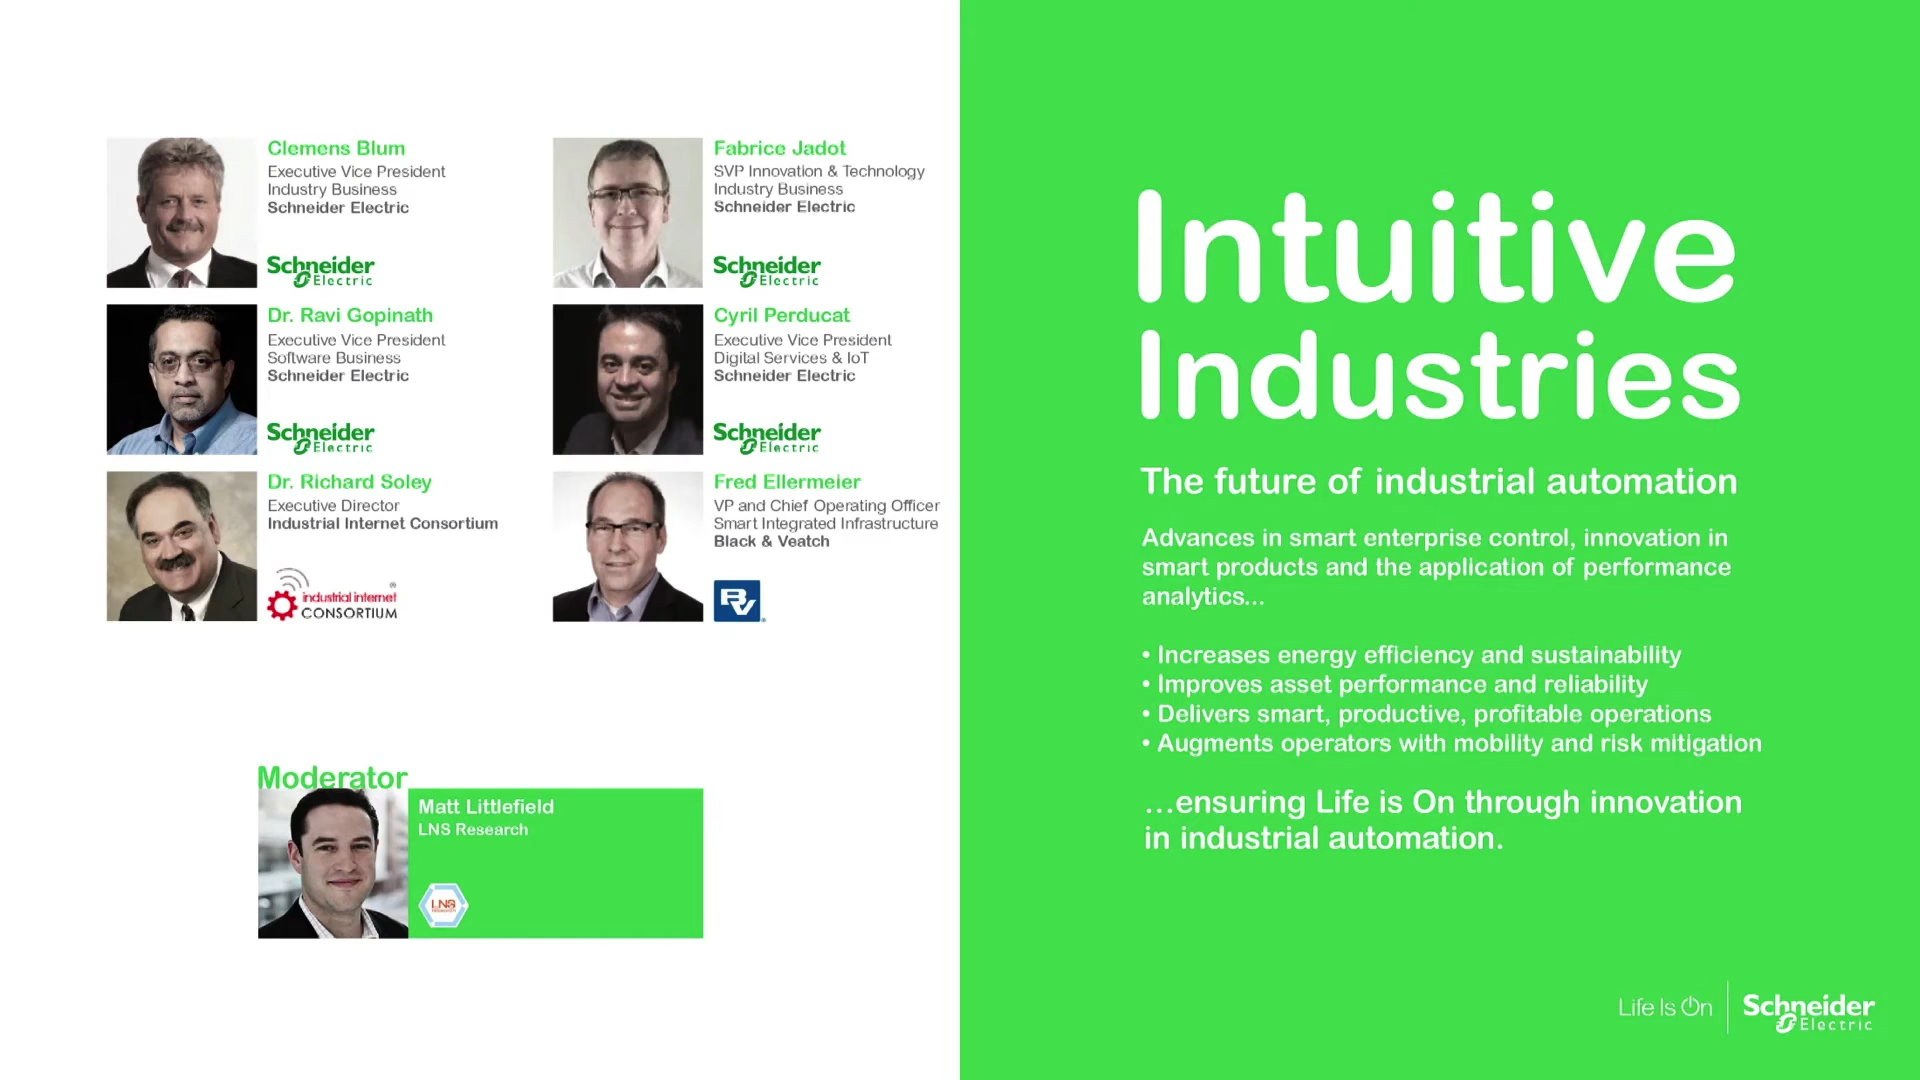 Clemens Blum
Executive Vice President
Industry Business
Schneider Electric
Schneider
Electric
Fabrice Jadot
SVP Innovation & Technology
Industry Business
Schneider Electric
Schneider
Electric
Dr. Ravi Gopinath
Executive Vice President
Software Business
Schneider Electric
Schneider
Electric
Cyril Perducat
Executive Vice President
Digital Services & IoT
Schneider Electric
Schneider
Electric
Dr. Richard Soley
Executive Director
Industrial Internet Consortium
industrial internet ®
CONSORTIUM
Fred Ellermeier
VP and Chief Operating Officer
Smart Integrated Infrastructure
Black & Veatch
BV ®
Moderator
Matt Littlefield
LNS Research
LNS
Intuitive
Industries
The future of industrial automation
Advances in smart enterprise control, innovation in
smart products and the application of performance
analytics...
• Increases energy efficiency and sustainability
• Improves asset performance and reliability
• Delivers smart, productive, profitable operations
• Augments operators with mobility and risk mitigation
...ensuring Life is On through innovation
in industrial automation.
Life Is On
Schneider
Electric